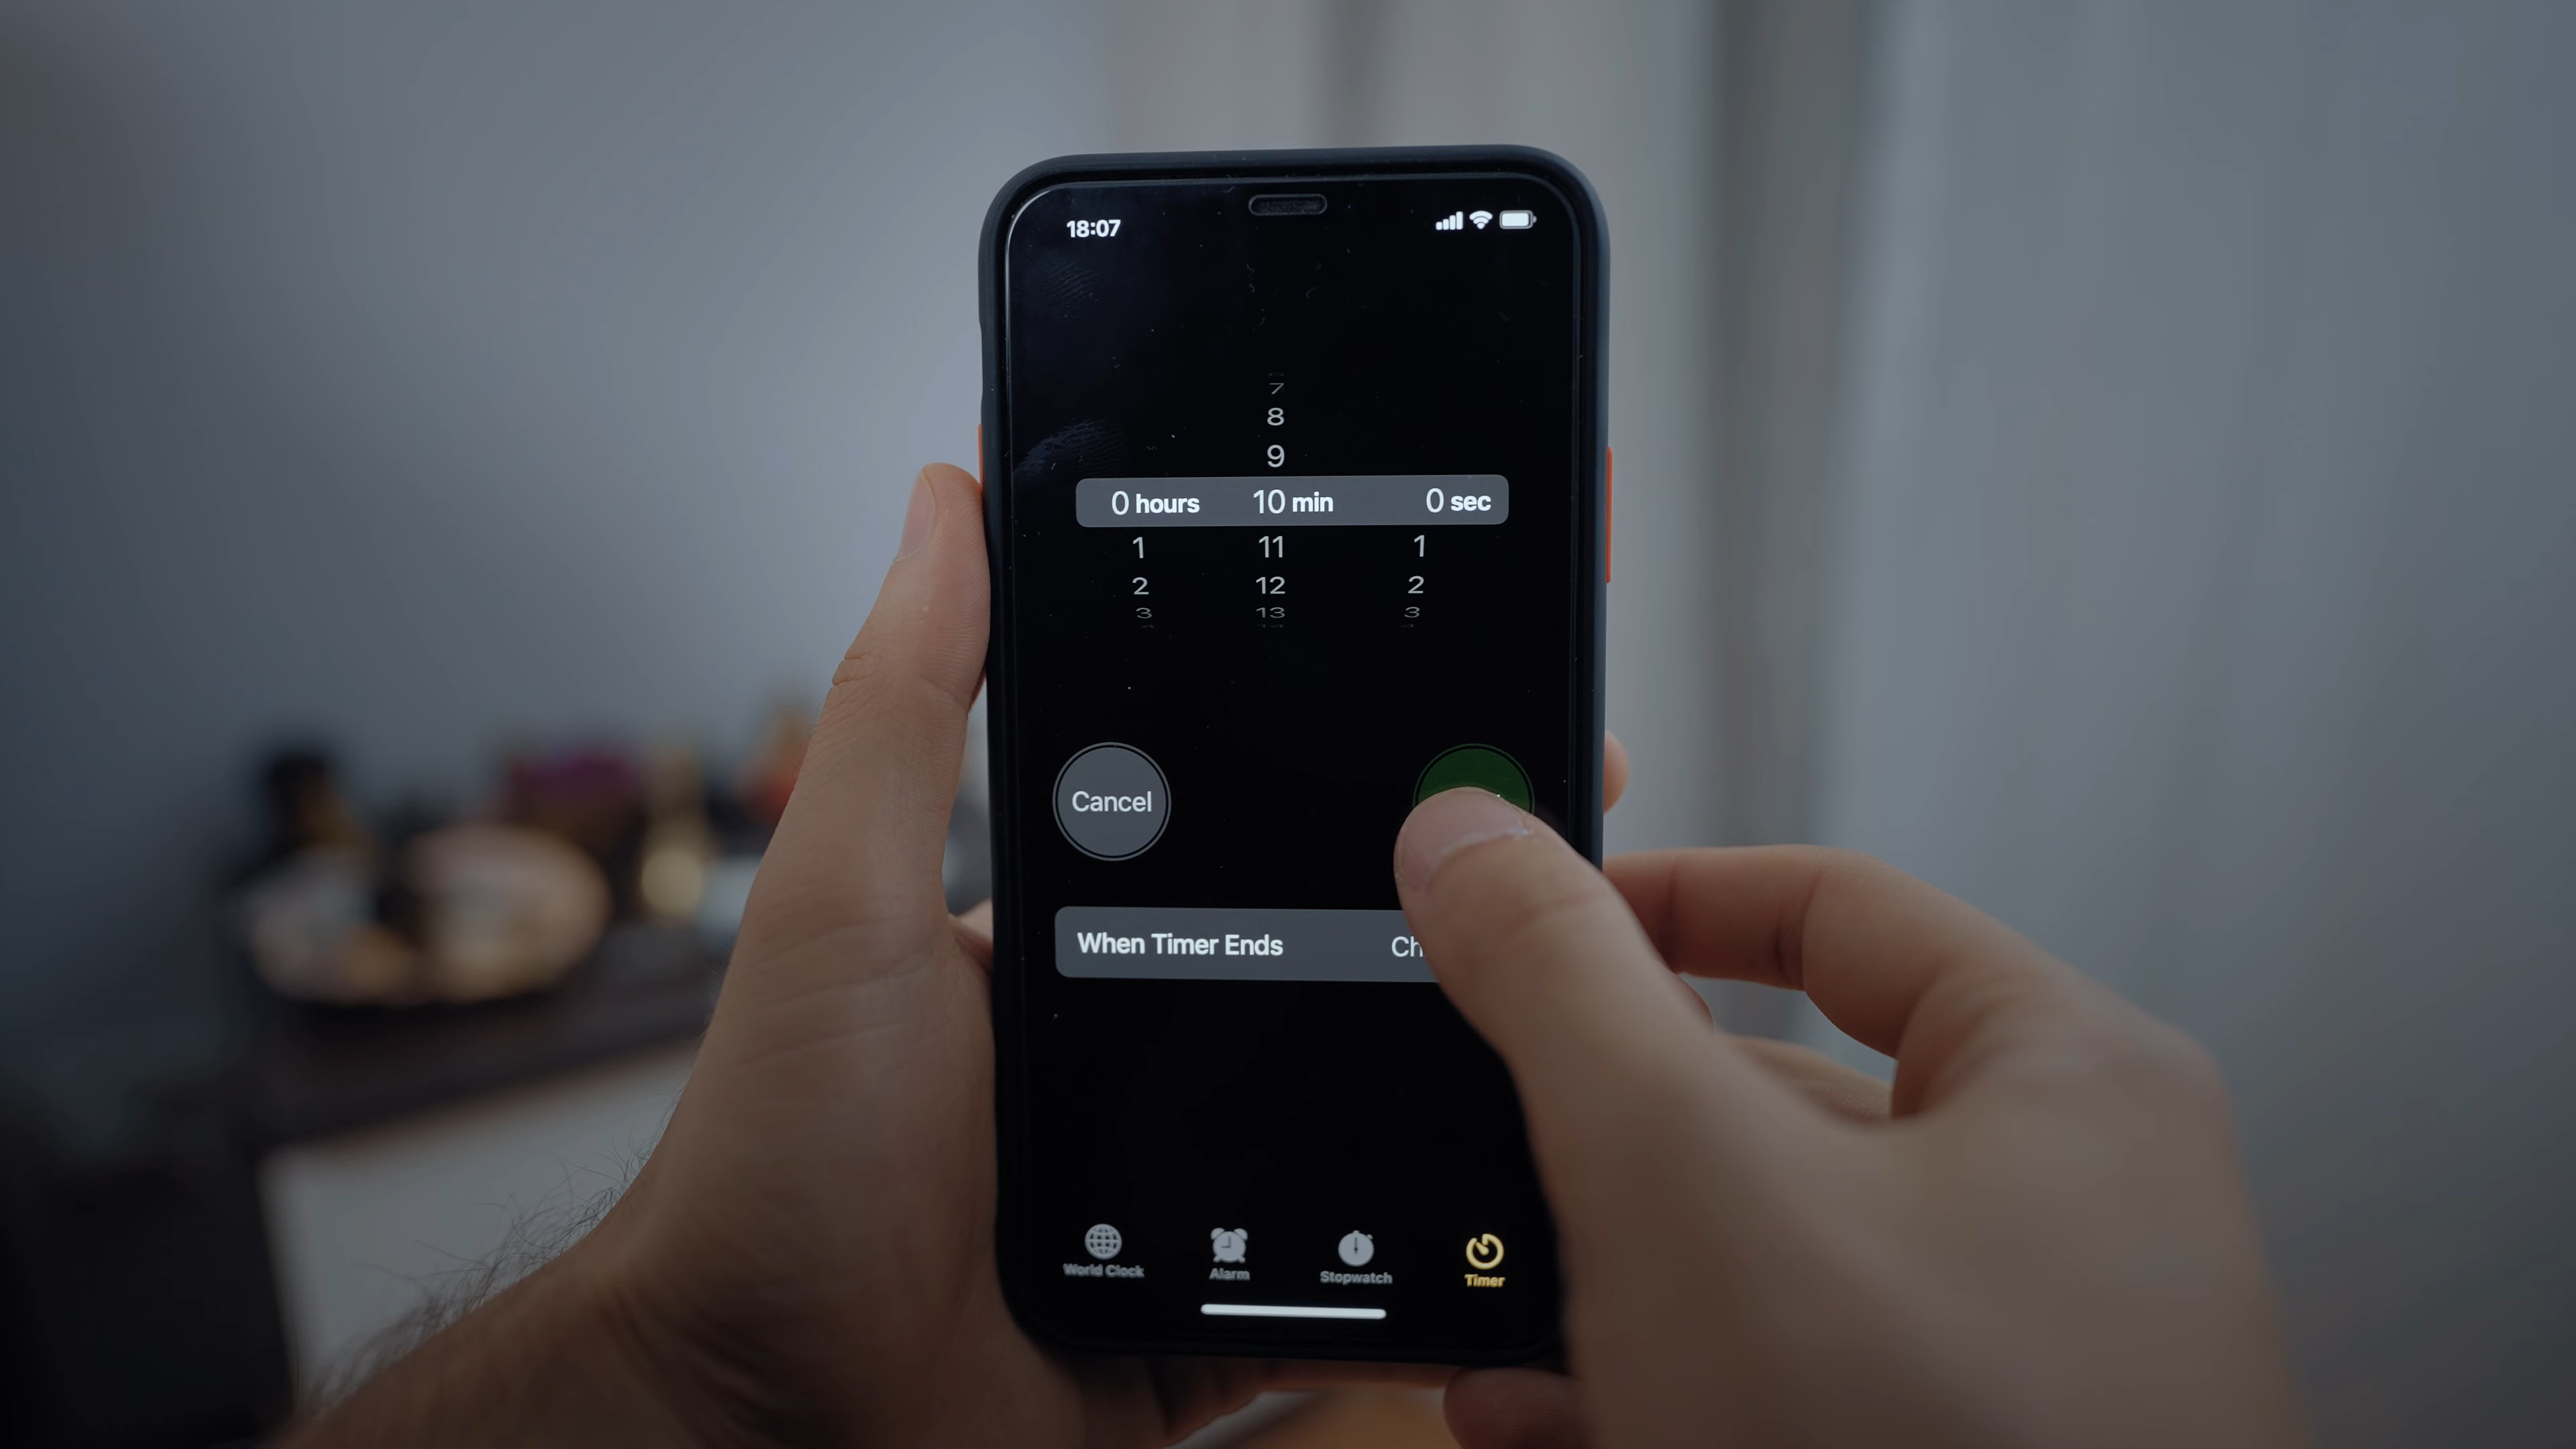 18:07
7
8
9
0 hours 10 min 0 sec
1 11 1
2 12 2
3 13 3
Cancel
When Timer Ends
World Clock Alarm Stopwatch Timer